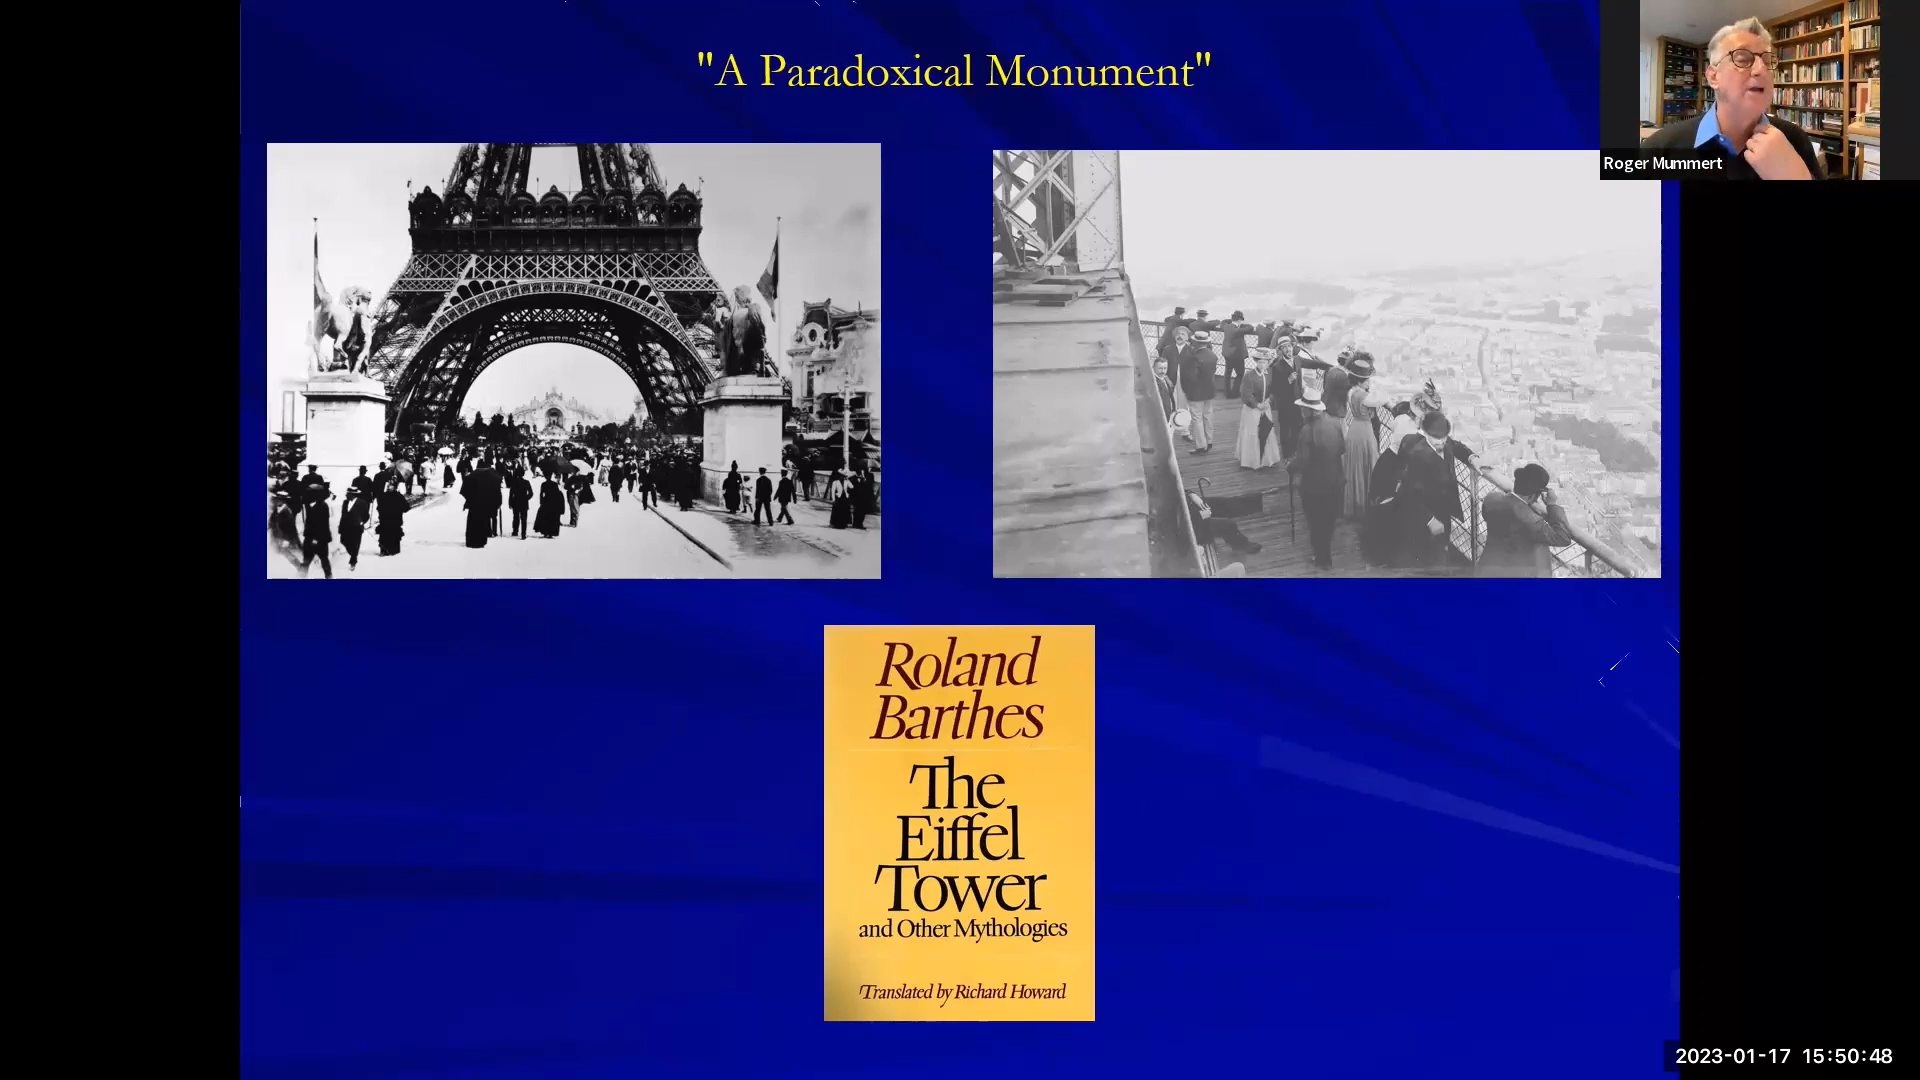 "A Paradoxical Monument"
Roger Mummert
Roland
Barthes
The
Eiffel
Tower
and Other Mythologies
Translated by Richard Howard
2023-01-17 15:50:48